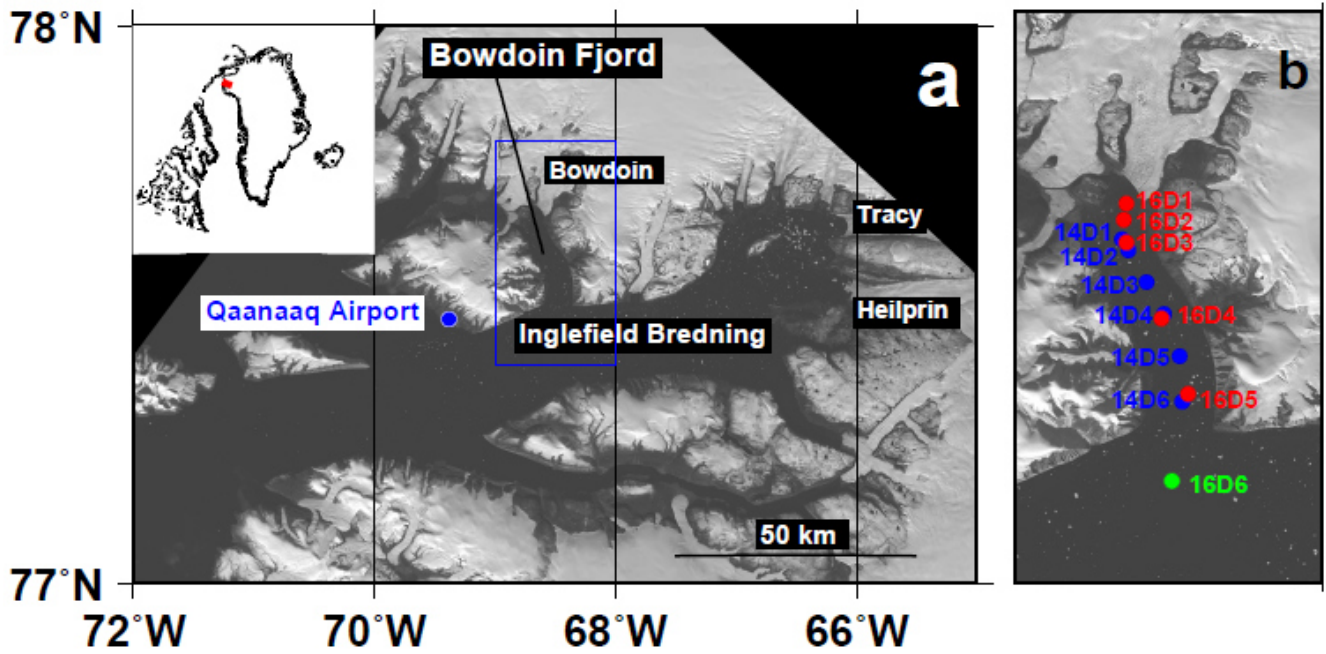 78°N
Bowdoin Fjord
a
Bowdoin
Tracy
Qaanaaq Airport
Heilprin
Inglefield Bredning
50 km
77°N
72°W
70°W
68°W
66°W
b
16D1
16D2
14D1
16D3
14D2
14D3
14D4
16D4
14D5
14D6
16D5
16D6